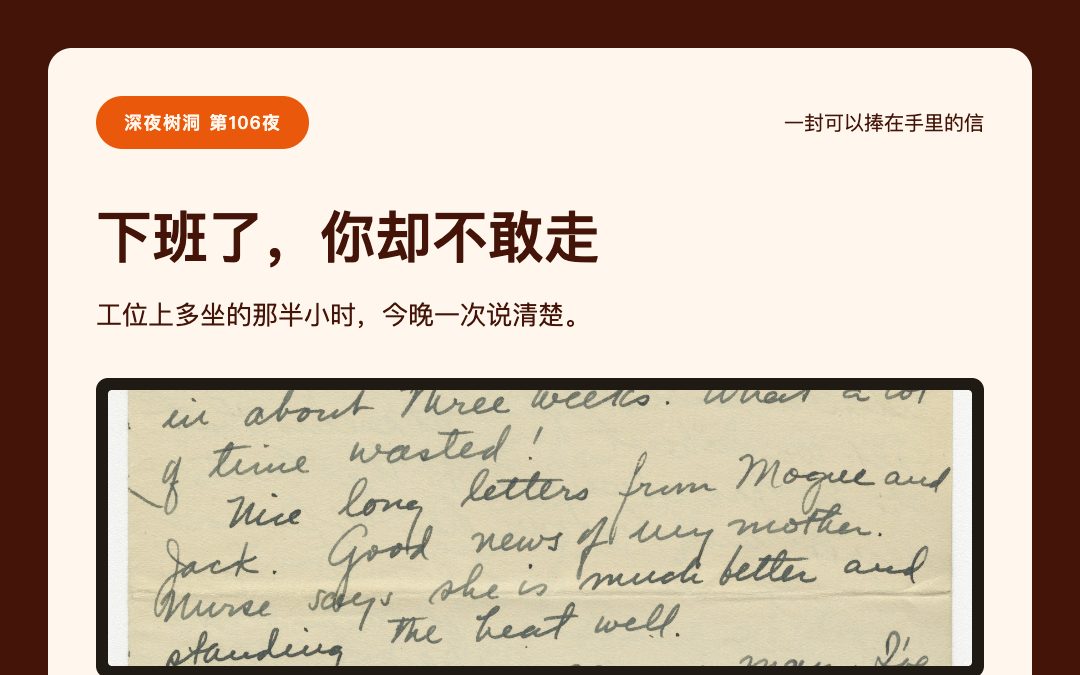 深夜树洞 第106夜
一封可以捧在手里的信
下班了，你却不敢走
工位上多坐的那半小时，今晚一次说清楚。
in about three weeks. What a lot
of time wasted!
Nice long letters from Mogue and
Jack. Good news of my mother.
Nurse says she is much better and
standing the heat well.